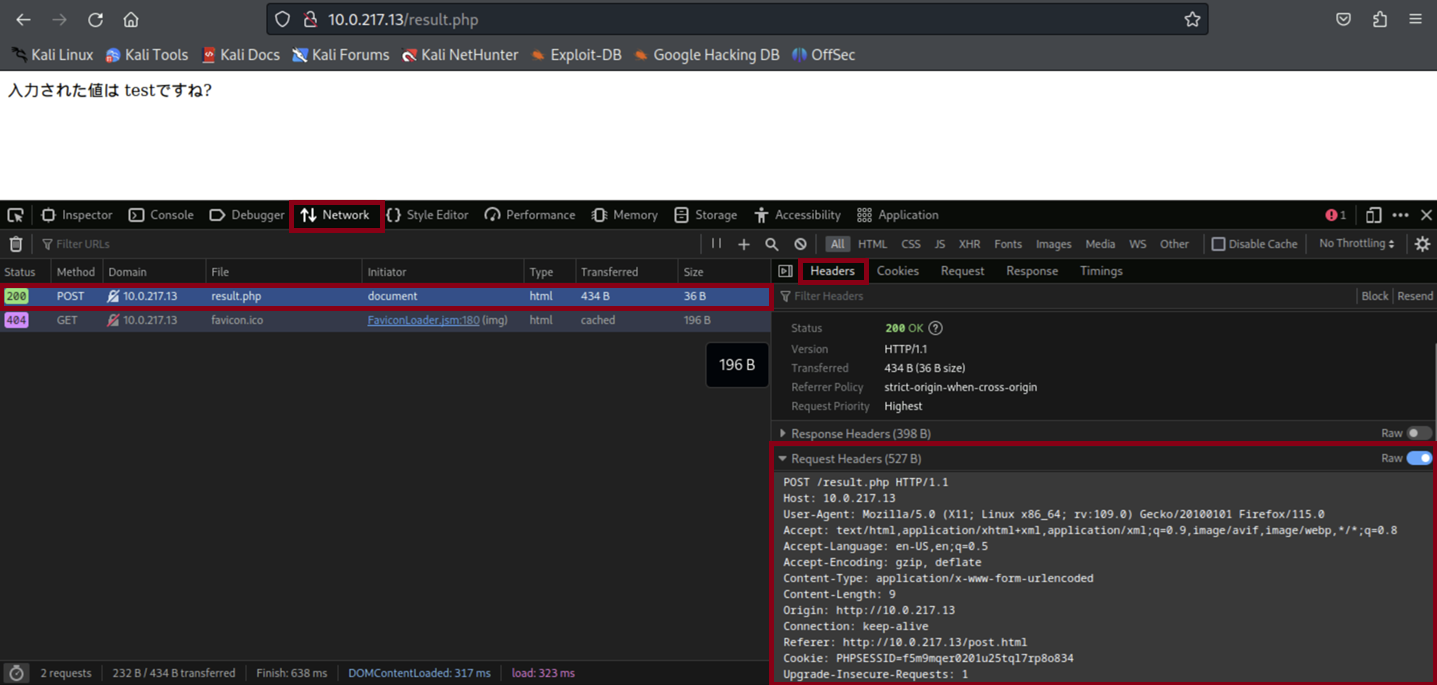 10.0.217.13/result.php
Kali Linux Kali Tools Kali Docs Kali Forums Kali NetHunter Exploit-DB Google Hacking DB OffSec
入力された値は testですね?
Inspector Console Debugger Network Style Editor Performance Memory Storage Accessibility Application 1
Filter URLs All HTML CSS JS XHR Fonts Images Media WS Other Disable Cache No Throttling
Status Method Domain File Initiator Type Transferred Size
200 POST 10.0.217.13 result.php document html 434 B 36 B
404 GET 10.0.217.13 favicon.ico FaviconLoader.jsm:180 (img) html cached 196 B
196 B
2 requests 232 B / 434 B transferred Finish: 638 ms DOMContentLoaded: 317 ms load: 323 ms
Headers Cookies Request Response Timings
Filter Headers Block Resend
Status 200 OK ?
Version HTTP/1.1
Transferred 434 B (36 B size)
Referrer Policy strict-origin-when-cross-origin
Request Priority Highest
Response Headers (398 B) Raw
Request Headers (527 B) Raw
POST /result.php HTTP/1.1
Host: 10.0.217.13
User-Agent: Mozilla/5.0 (X11; Linux x86_64; rv:109.0) Gecko/20100101 Firefox/115.0
Accept: text/html,application/xhtml+xml,application/xml;q=0.9,image/avif,image/webp,*/*;q=0.8
Accept-Language: en-US,en;q=0.5
Accept-Encoding: gzip, deflate
Content-Type: application/x-www-form-urlencoded
Content-Length: 9
Origin: http://10.0.217.13
Connection: keep-alive
Referer: http://10.0.217.13/post.html
Cookie: PHPSESSID=f5m9mqer0201u25tql7rp8o834
Upgrade-Insecure-Requests: 1